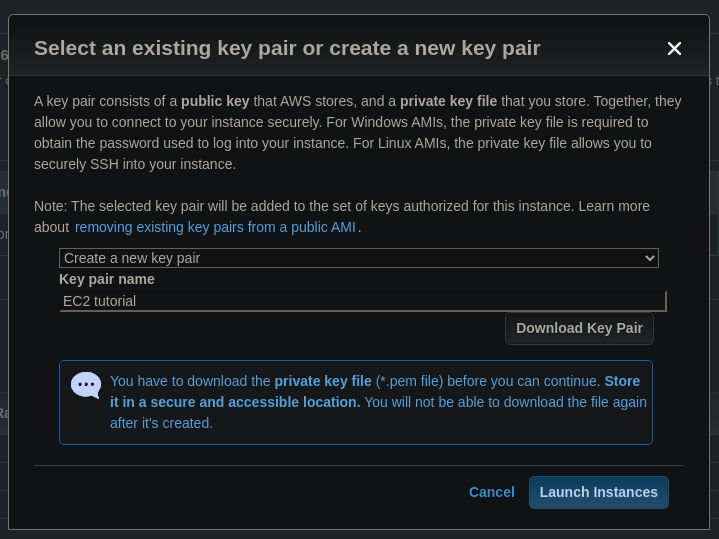 Select an existing key pair or create a new key pair
A key pair consists of a public key that AWS stores, and a private key file that you store. Together, they
allow you to connect to your instance securely. For Windows AMIs, the private key file is required to
obtain the password used to log into your instance. For Linux AMIs, the private key file allows you to
securely SSH into your instance.
Note: The selected key pair will be added to the set of keys authorized for this instance. Learn more
about removing existing key pairs from a public AMI.
Create a new key pair
Key pair name
EC2 tutorial
Download Key Pair
You have to download the private key file (*.pem file) before you can continue. Store
it in a secure and accessible location. You will not be able to download the file again
after it's created.
Cancel Launch Instances